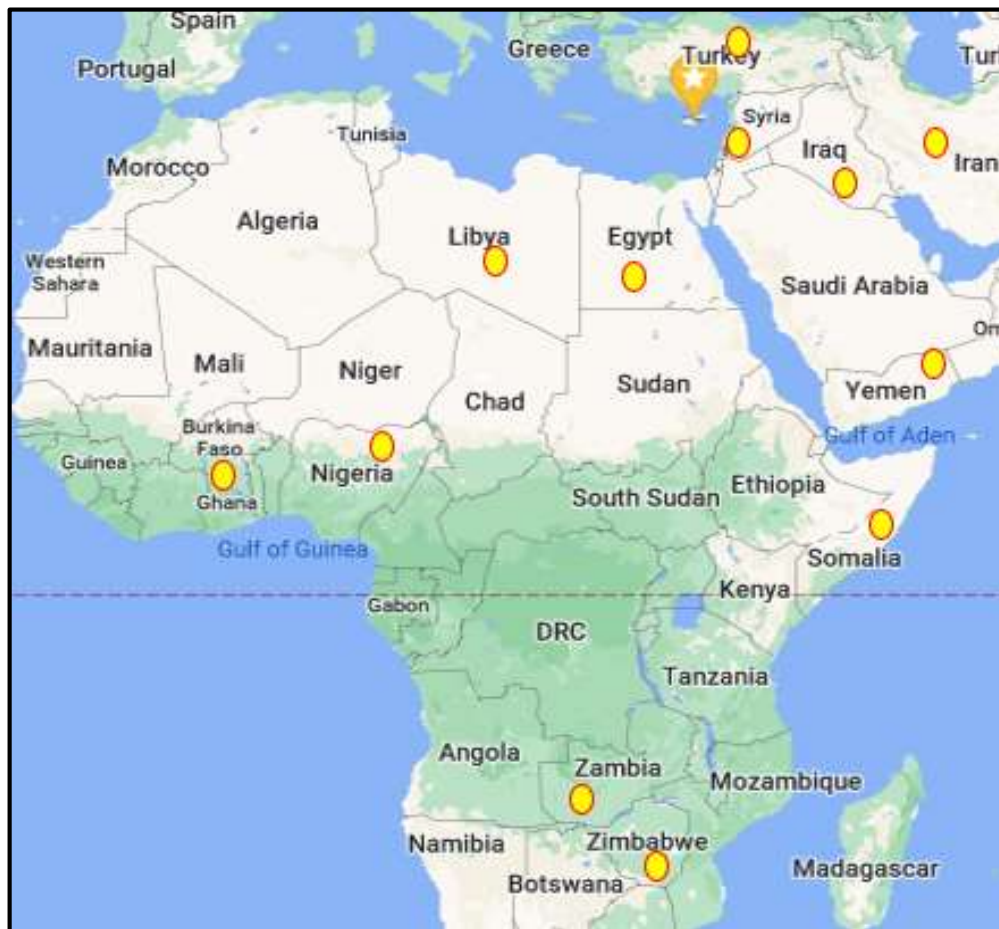 Spain
Portugal
Greece
Turkey
Tur
Syria
Tunisia
Iraq
Iran
Morocco
Algeria
Libya
Egypt
Western
Sahara
Saudi Arabia
Om
Mauritania
Mali
Niger
Chad
Sudan
Yemen
Burkina
Faso
Gulf of Aden
Guinea
Nigeria
Ghana
South Sudan
Ethiopia
Gulf of Guinea
Somalia
Kenya
Gabon
DRC
Tanzania
Angola
Zambia
Mozambique
Namibia
Zimbabwe
Botswana
Madagascar